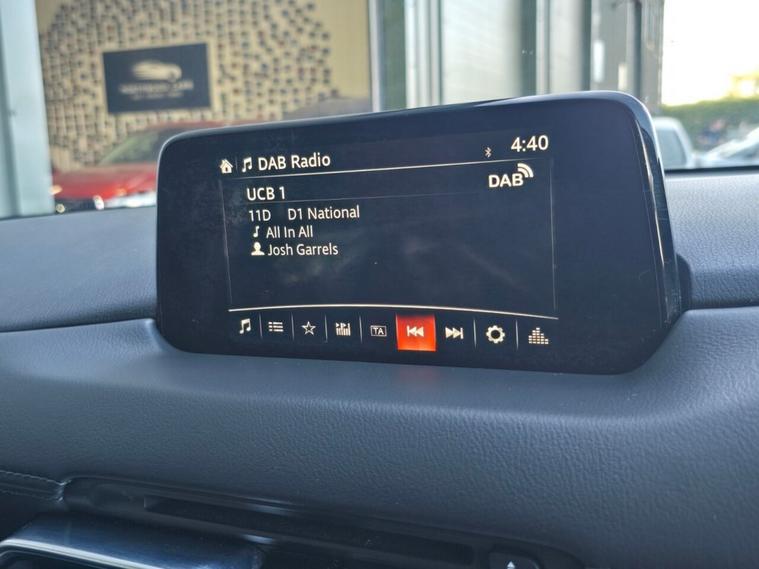 DAB Radio
4:40
UCB 1
DAB
11D D1 National
All In All
Josh Garrels
TA